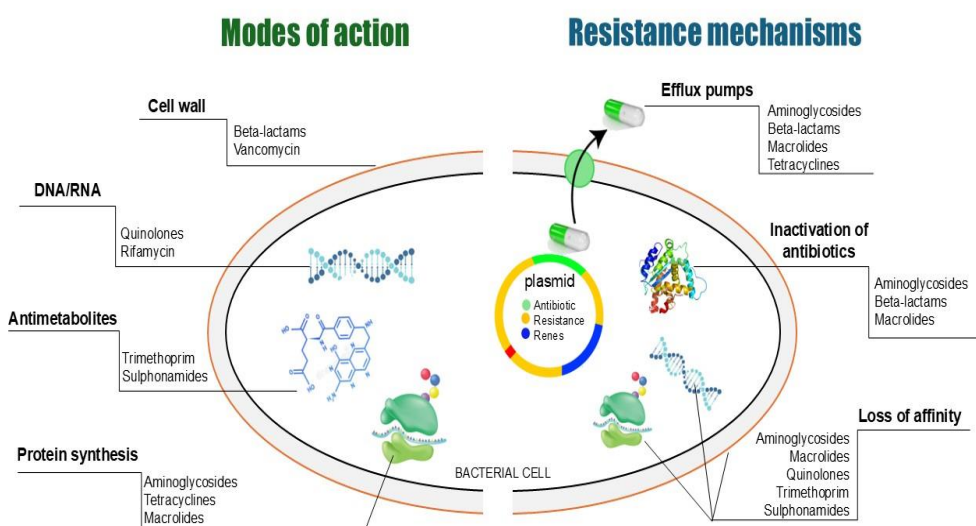 Modes of action
Resistance mechanisms
Cell wall
Beta-lactams
Vancomycin
DNA/RNA
Quinolones
Rifamycin
Antimetabolites
Trimethoprim
Sulphonamides
Protein synthesis
Aminoglycosides
Tetracyclines
Macrolides
BACTERIAL CELL
plasmid
Antibiotic
Resistance
Renes
Efflux pumps
Aminoglycosides
Beta-lactams
Macrolides
Tetracyclines
Inactivation of
antibiotics
Aminoglycosides
Beta-lactams
Macrolides
Loss of affinity
Aminoglycosides
Macrolides
Quinolones
Trimethoprim
Sulphonamides